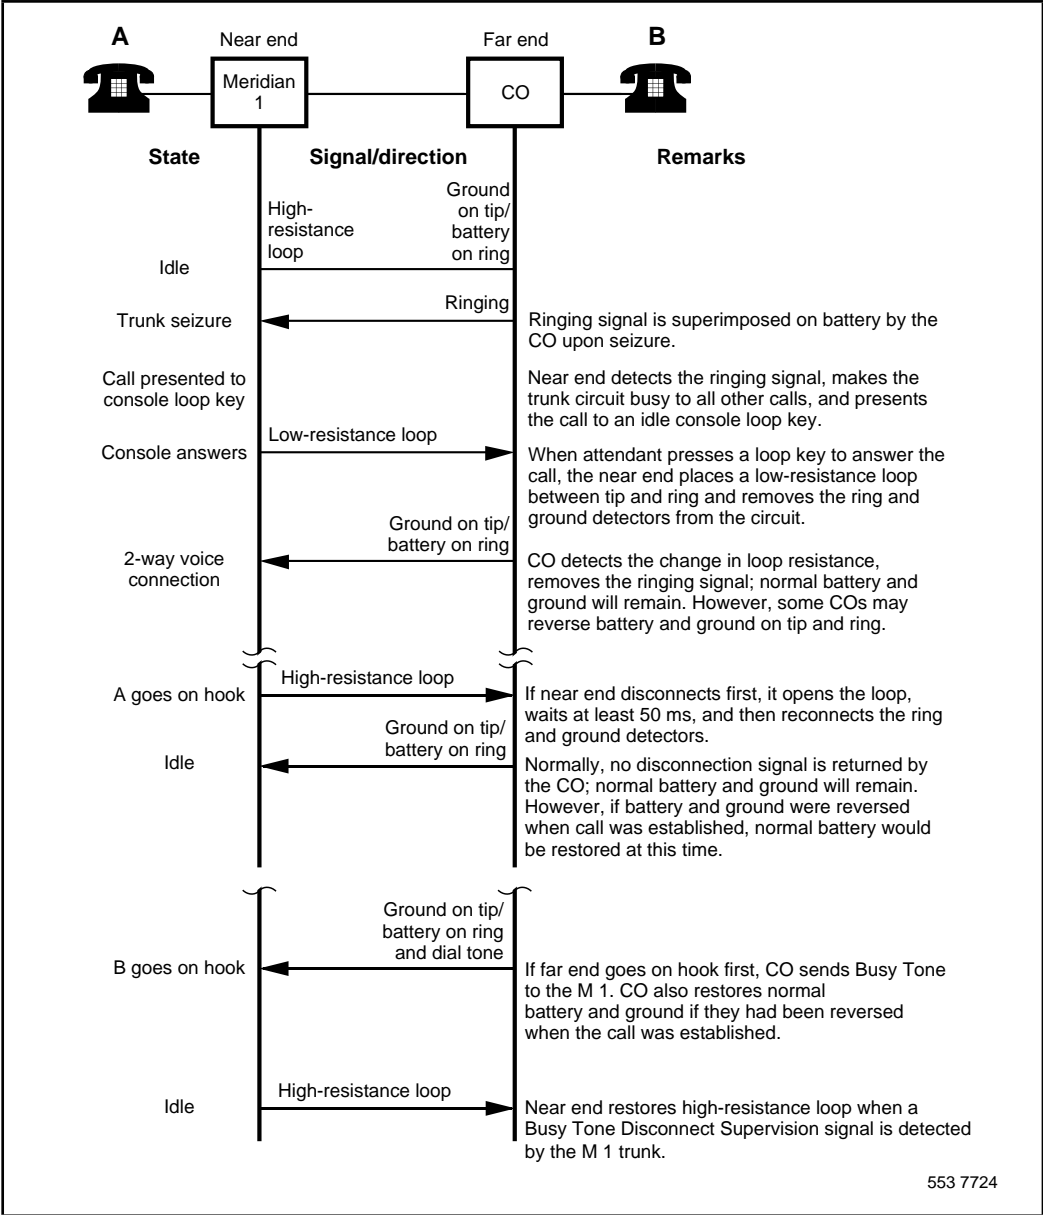 A
Near end
Far end
B
Meridian
1
CO
State
Signal/direction
Remarks
High-
resistance
loop
Ground
on tip/
battery
on ring
Idle
Ringing
Trunk seizure
Ringing signal is superimposed on battery by the
CO upon seizure.
Call presented to
console loop key
Near end detects the ringing signal, makes the
trunk circuit busy to all other calls, and presents
the call to an idle console loop key.
Console answers
Low-resistance loop
When attendant presses a loop key to answer the
call, the near end places a low-resistance loop
between tip and ring and removes the ring and
ground detectors from the circuit.
Ground on tip/
battery on ring
2-way voice
connection
CO detects the change in loop resistance,
removes the ringing signal; normal battery and
ground will remain. However, some COs may
reverse battery and ground on tip and ring.
A goes on hook
High-resistance loop
If near end disconnects first, it opens the loop,
waits at least 50 ms, and then reconnects the ring
and ground detectors.
Ground on tip/
battery on ring
Idle
Normally, no disconnection signal is returned by
the CO; normal battery and ground will remain.
However, if battery and ground were reversed
when call was established, normal battery would
be restored at this time.
Ground on tip/
battery on ring
and dial tone
B goes on hook
If far end goes on hook first, CO sends Busy Tone
to the M 1. CO also restores normal
battery and ground if they had been reversed
when the call was established.
Idle
High-resistance loop
Near end restores high-resistance loop when a
Busy Tone Disconnect Supervision signal is detected
by the M 1 trunk.
553 7724